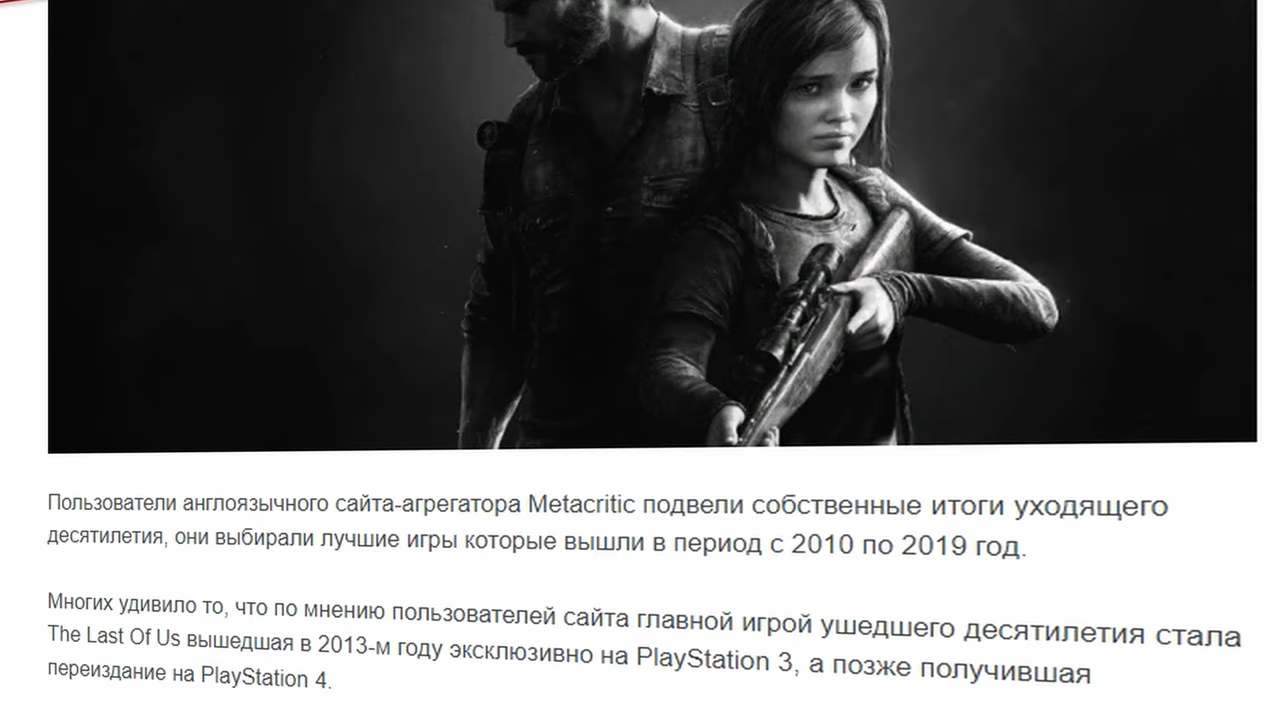 Пользователи англоязычного сайта-агрегатора Metacritic подвели собственные итоги уходящего
десятилетия, они выбирали лучшие игры которые вышли в период с 2010 по 2019 год.
Многих удивило то, что по мнению пользователей сайта главной игрой ушедшего десятилетия стала
The Last Of Us вышедшая в 2013-м году эксклюзивно на PlayStation 3, а позже получившая
переиздание на PlayStation 4.